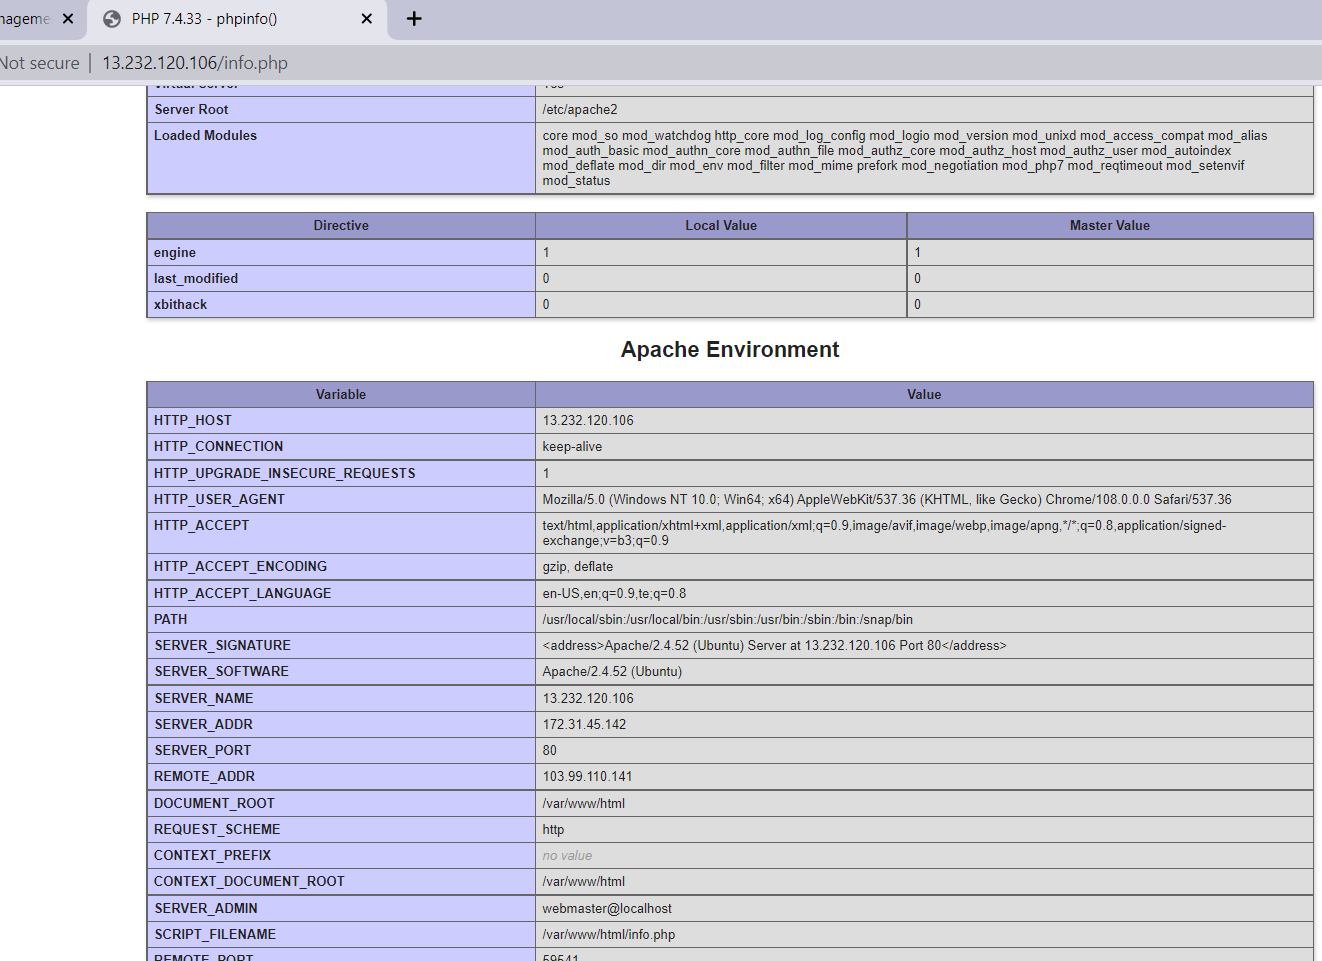 nageme
PHP 7.4.33 - phpinfo()
Not secure | 13.232.120.106/info.php
Virtual Server Yes
Server Root /etc/apache2
Loaded Modules core mod_so mod_watchdog http_core mod_log_config mod_logio mod_version mod_unixd mod_access_compat mod_alias
mod_auth_basic mod_authn_core mod_authn_file mod_authz_core mod_authz_host mod_authz_user mod_autoindex
mod_deflate mod_dir mod_env mod_filter mod_mime prefork mod_negotiation mod_php7 mod_reqtimeout mod_setenvif
mod_status
Directive Local Value Master Value
engine 1 1
last_modified 0 0
xbithack 0 0
Apache Environment
Variable Value
HTTP_HOST 13.232.120.106
HTTP_CONNECTION keep-alive
HTTP_UPGRADE_INSECURE_REQUESTS 1
HTTP_USER_AGENT Mozilla/5.0 (Windows NT 10.0; Win64; x64) AppleWebKit/537.36 (KHTML, like Gecko) Chrome/108.0.0.0 Safari/537.36
HTTP_ACCEPT text/html,application/xhtml+xml,application/xml;q=0.9,image/avif,image/webp,image/apng,*/*;q=0.8,application/signed-
exchange;v=b3;q=0.9
HTTP_ACCEPT_ENCODING gzip, deflate
HTTP_ACCEPT_LANGUAGE en-US,en;q=0.9,te;q=0.8
PATH /usr/local/sbin:/usr/local/bin:/usr/sbin:/usr/bin:/sbin:/bin:/snap/bin
SERVER_SIGNATURE <address>Apache/2.4.52 (Ubuntu) Server at 13.232.120.106 Port 80</address>
SERVER_SOFTWARE Apache/2.4.52 (Ubuntu)
SERVER_NAME 13.232.120.106
SERVER_ADDR 172.31.45.142
SERVER_PORT 80
REMOTE_ADDR 103.99.110.141
DOCUMENT_ROOT /var/www/html
REQUEST_SCHEME http
CONTEXT_PREFIX no value
CONTEXT_DOCUMENT_ROOT /var/www/html
SERVER_ADMIN webmaster@localhost
SCRIPT_FILENAME /var/www/html/info.php
REMOTE_PORT 59541